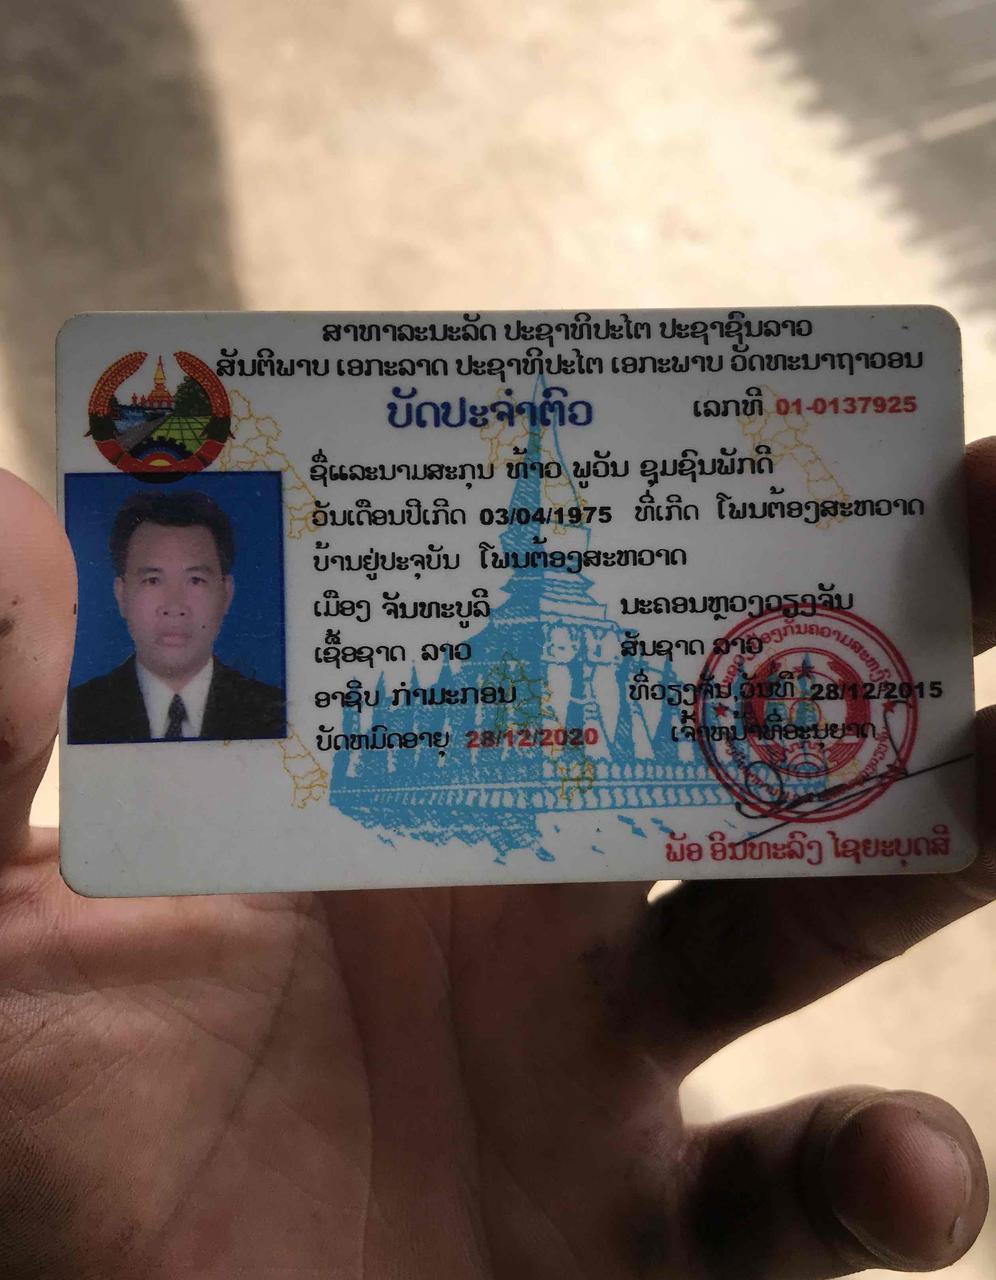 ສາທາລະນະລັດ ປະຊາທິປະໄຕ ປະຊາຊົນລາວ
ສັນຕິພາບ ເອກະລາດ ປະຊາທິປະໄຕ ເອກະພາບ ວັດທະນາຖາວອນ
ບັດປະຈຳຕົວ ເລກທີ 01-0137925
ຊື່ແລະນາມສະກຸນ ທ້າວ ພູວັນ ຊຸມຊົນພັກດີ
ວັນເດືອນປີເກີດ 03/04/1975 ທີ່ເກີດ ໂພນຕ້ອງສະຫວາດ
ບ້ານຢູ່ປະຈຸບັນ ໂພນຕ້ອງສະຫວາດ
ເມືອງ ຈັນທະບູລີ ນະຄອນຫຼວງວຽງຈັນ
ເຊື້ອຊາດ ລາວ ສັນຊາດ ລາວ
ອາຊີບ ກຳມະກອນ ທີ່ວຽງຈັນ,ວັນທີ 28/12/2015
ບັດຫມົດອາຍຸ 28/12/2020 ເຈົ້າຫນ້າທີ່ອະນຸຍາດ
ພັອ ອິນທະລົງ ໄຊຍະບຸດສີ